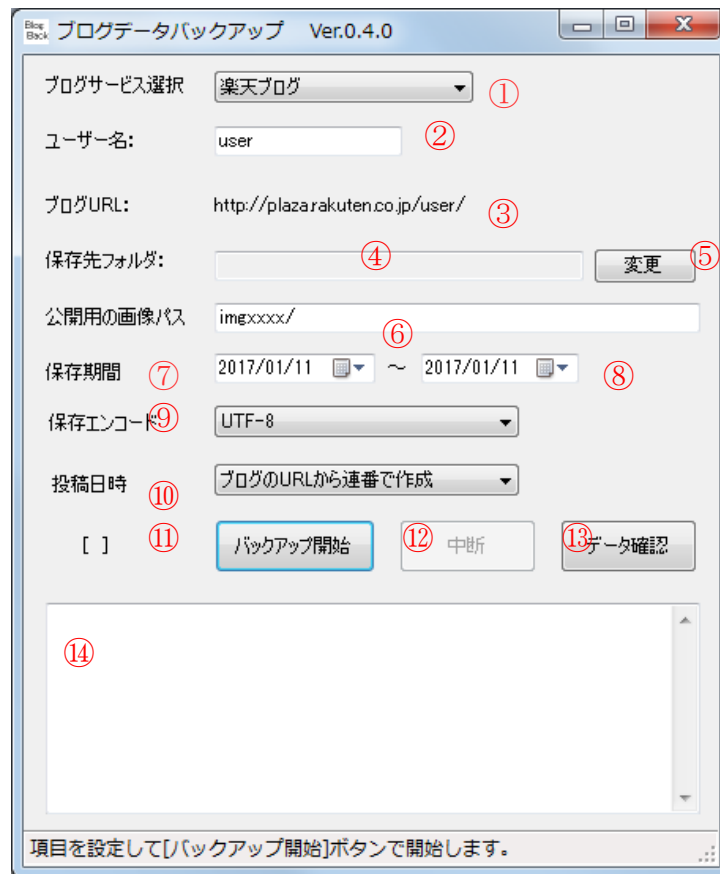 Blog Back ブログデータバックアップ Ver.0.4.0
ブログサービス選択 楽天ブログ ①
ユーザー名: user ②
ブログURL: http://plaza.rakuten.co.jp/user/ ③
保存先フォルダ: ④ 変更 ⑤
公開用の画像パス imgxxxx/
⑥
保存期間 ⑦ 2017/01/11 ～ 2017/01/11 ⑧
保存エンコード ⑨ UTF-8
投稿日時 ⑩ ブログのURLから連番で作成
[ ] ⑪ バックアップ開始 ⑫ 中断 ⑬ データ確認
⑭
項目を設定して[バックアップ開始]ボタンで開始します。